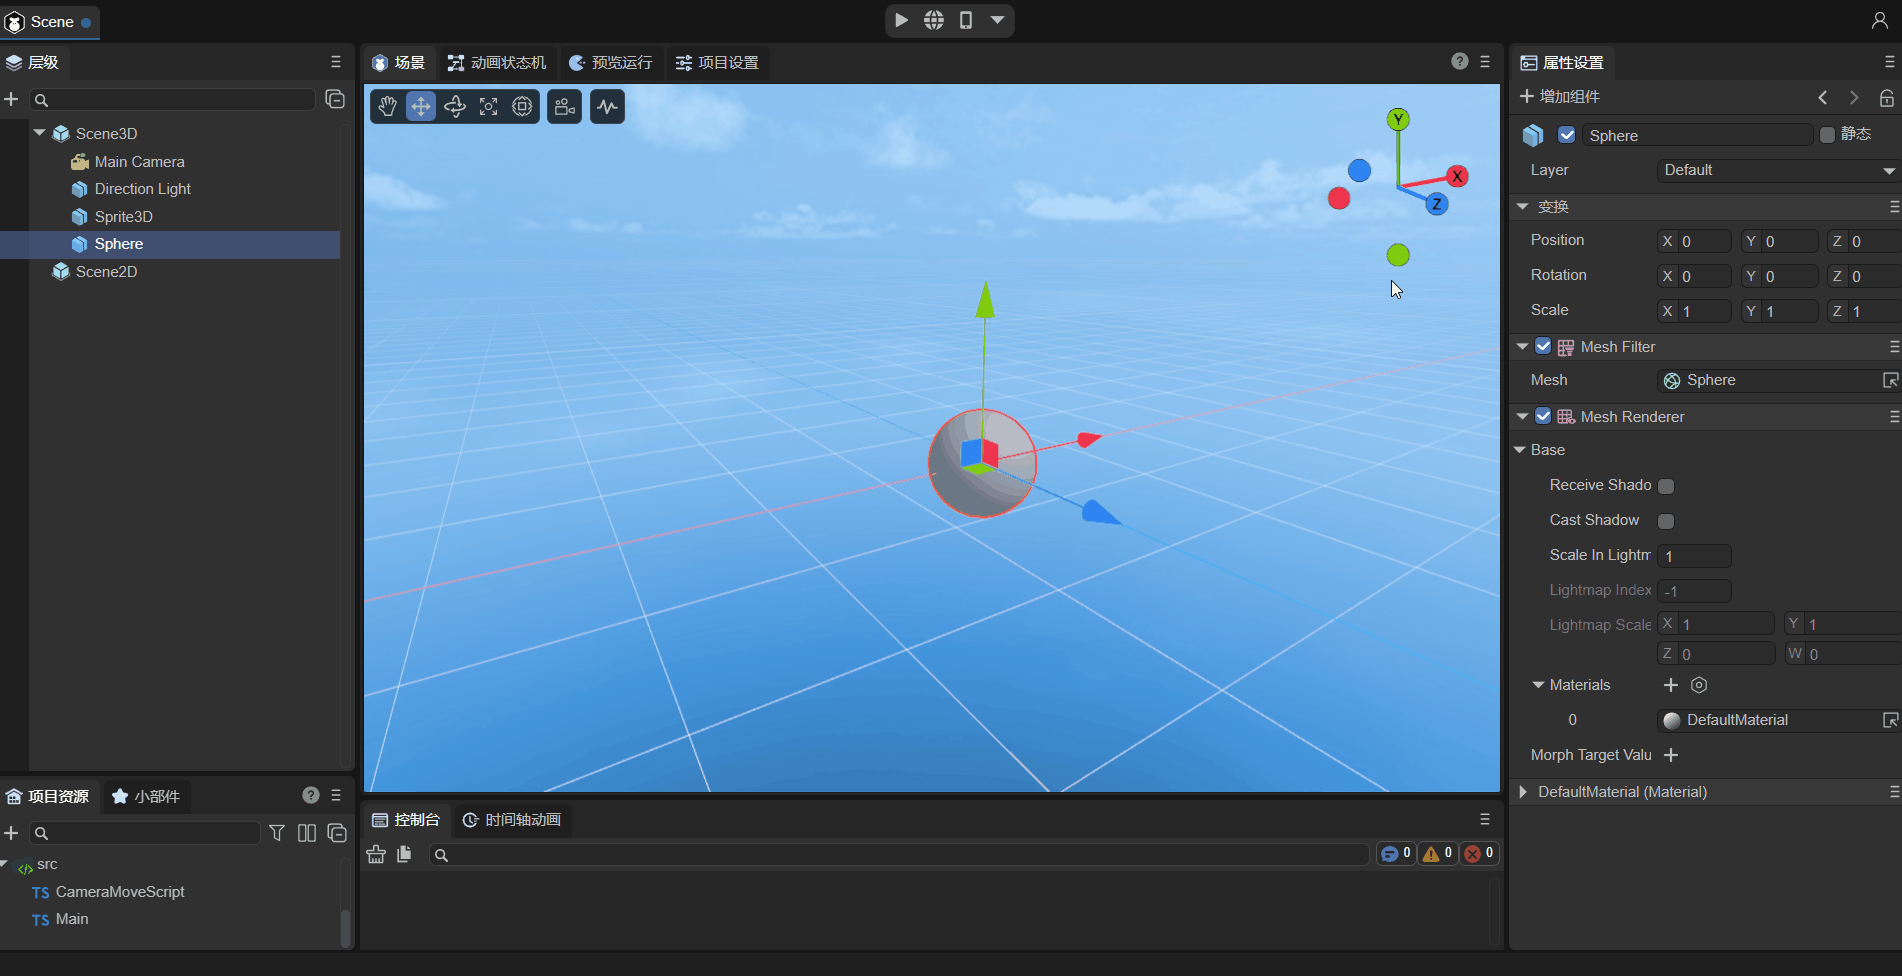 Scene
层级
Scene3D
Main Camera
Direction Light
Sprite3D
Sphere
Scene2D
场景
动画状态机
预览运行
项目设置
?
Y
X
Z
属性设置
增加组件
Sphere
静态
Layer
Default
变换
Position
X 0
Y 0
Z 0
Rotation
X 0
Y 0
Z 0
Scale
X 1
Y 1
Z 1
Mesh Filter
Mesh
Sphere
Mesh Renderer
Base
Receive Shado
Cast Shadow
Scale In Lightm
1
Lightmap Index
-1
Lightmap Scale
X 1
Y 1
Z 0
W 0
Materials
0
DefaultMaterial
Morph Target Valu
DefaultMaterial (Material)
项目资源
小部件
?
src
TS CameraMoveScript
TS Main
控制台
时间轴动画
0
0
0